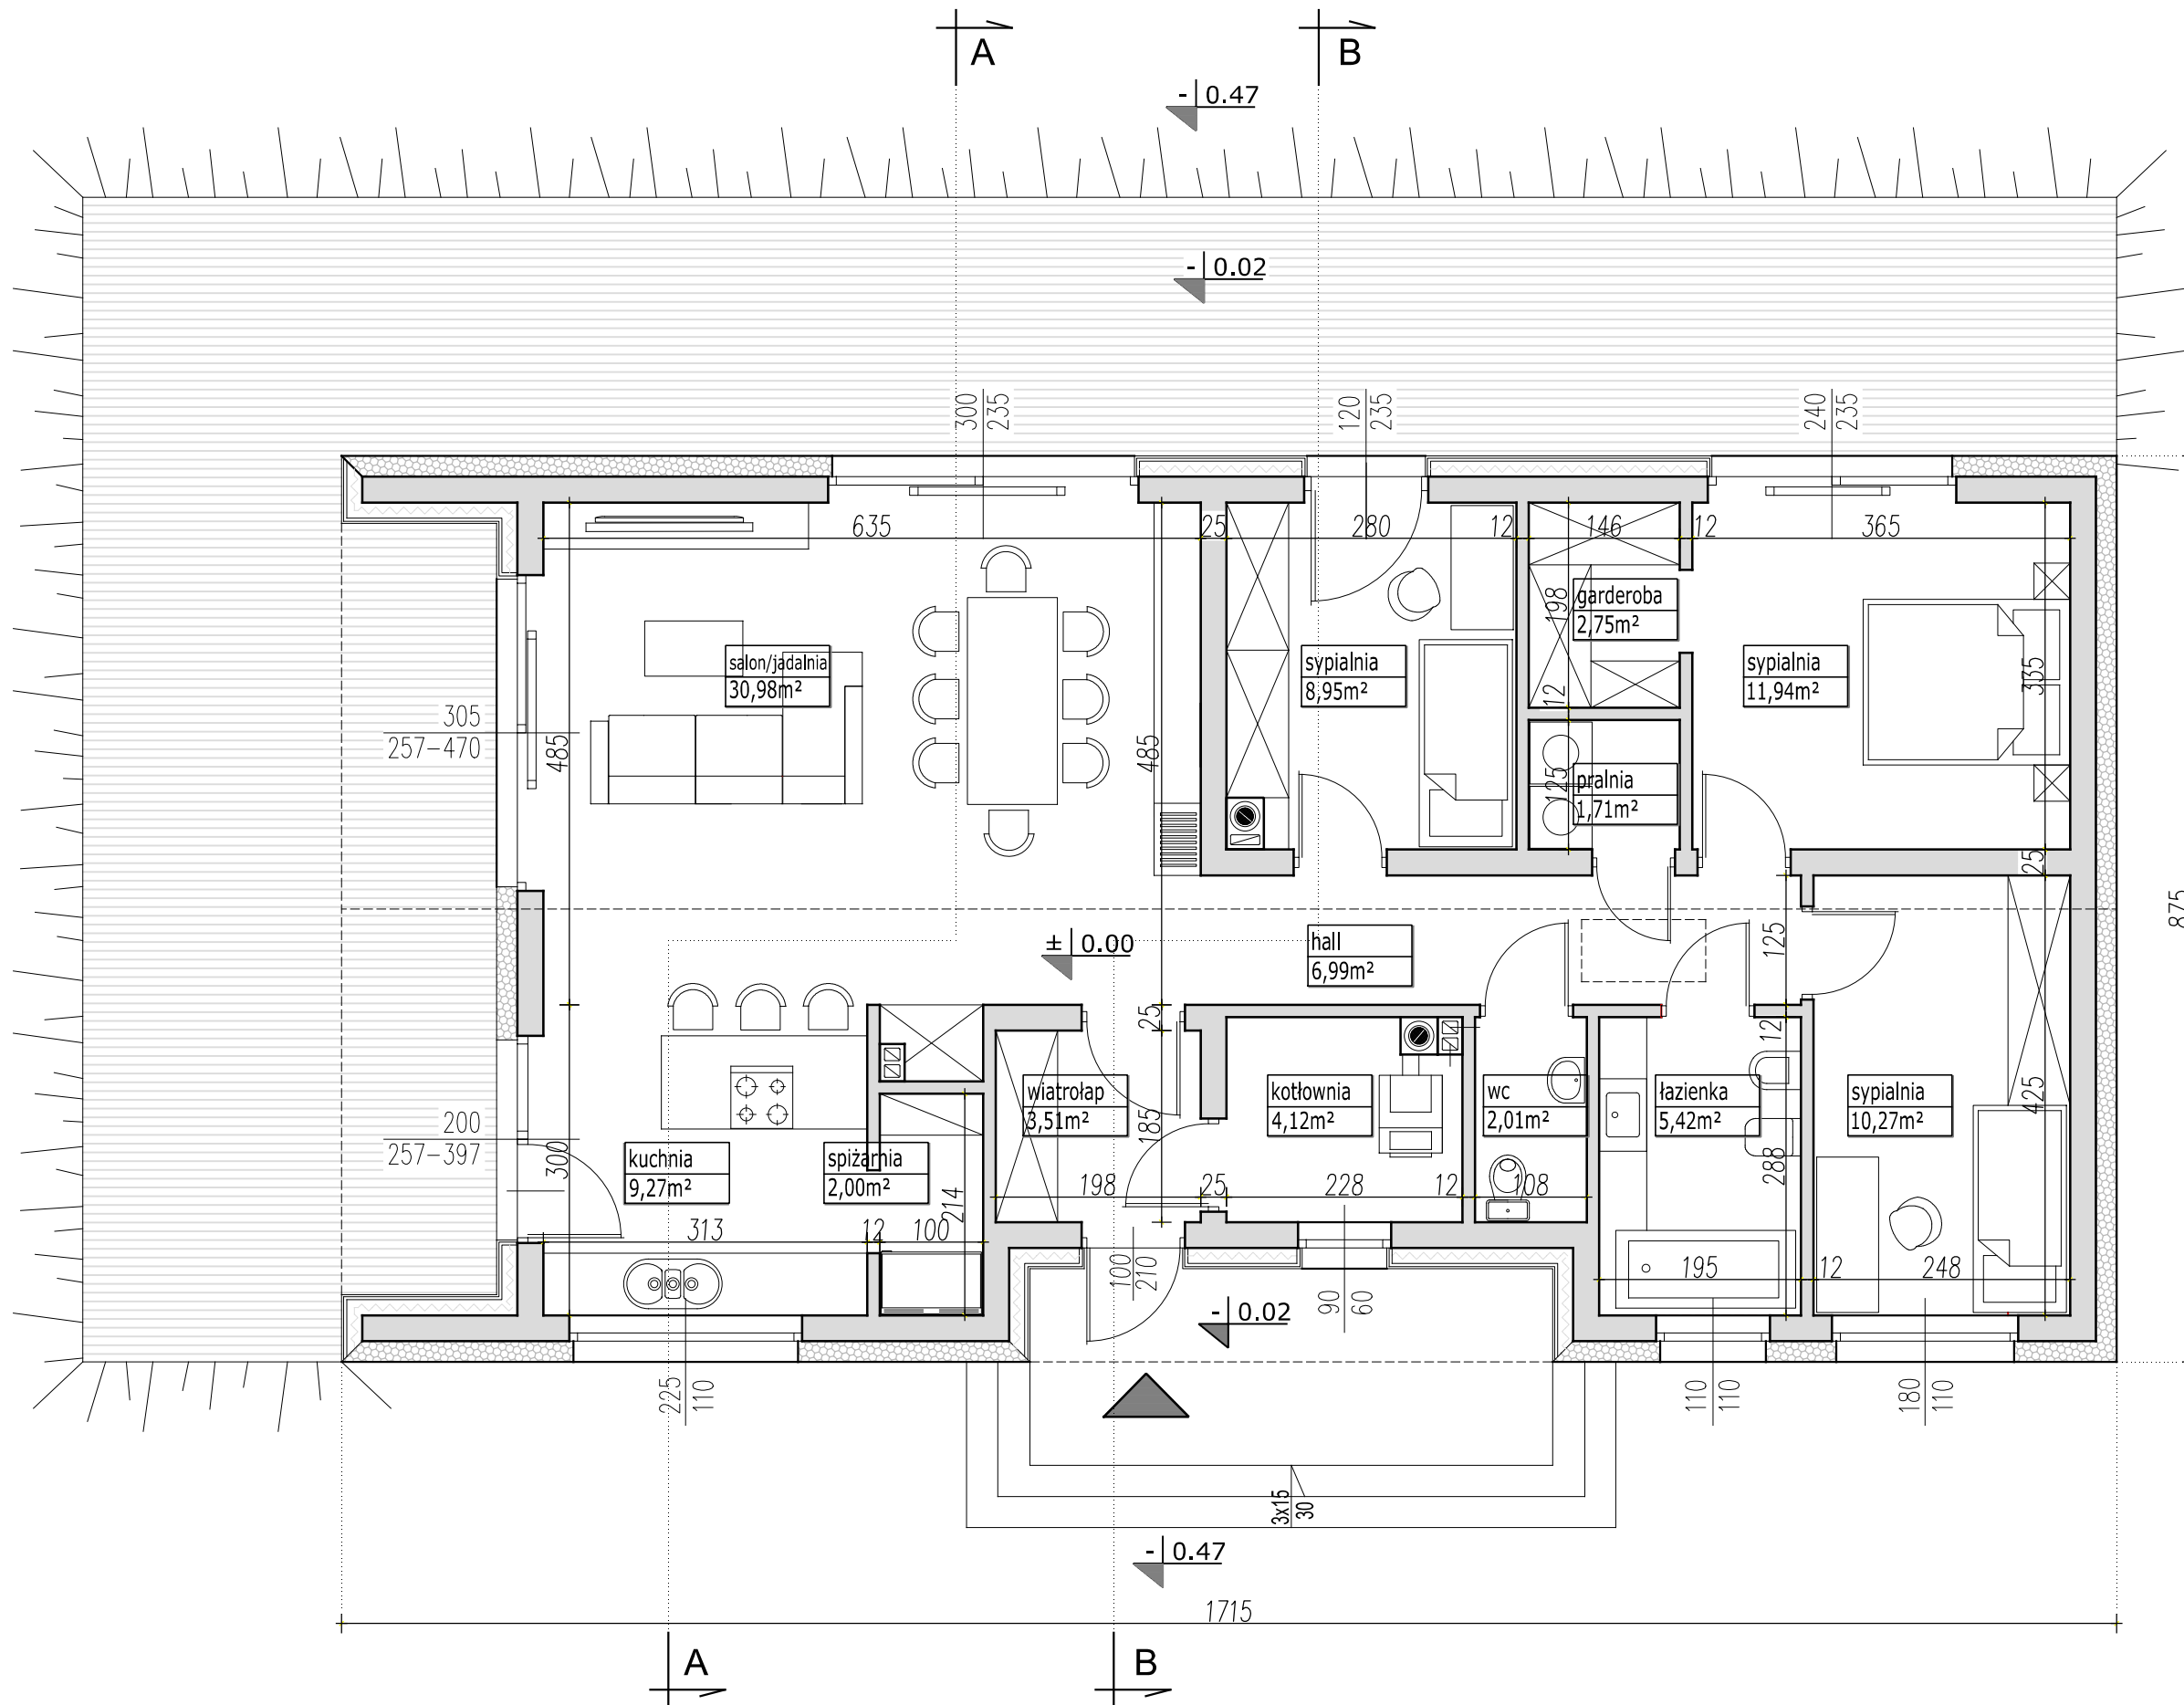 A
B
- 0.47
- 0.02
300
235
120
235
240
235
635
25
280
12
146
12
365
198
garderoba
2,75m²
salon/jadalnia
30,98m²
sypialnia
8,95m²
sypialnia
11,94m²
335
12
305
257-470
485
485
125
pralnia
1,71m²
25
875
± 0.00
hall
6,99m²
125
25
12
wiatrołap
3,51m²
kotłownia
4,12m²
wc
2,01m²
łazienka
5,42m²
sypialnia
10,27m²
425
185
200
257-397
300
kuchnia
9,27m²
spiżarnia
2,00m²
214
288
198
25
228
12
108
313
12
100
195
12
248
100
210
90
60
- 0.02
225
110
110
110
180
110
3x15
30
- 0.47
1715
A
B